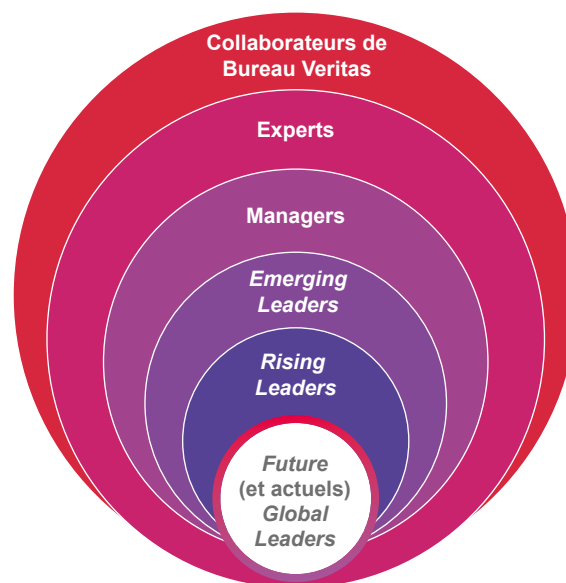 Collaborateurs de
Bureau Veritas
Experts
Managers
Emerging
Leaders
Rising
Leaders
Future
(et actuels)
Global
Leaders